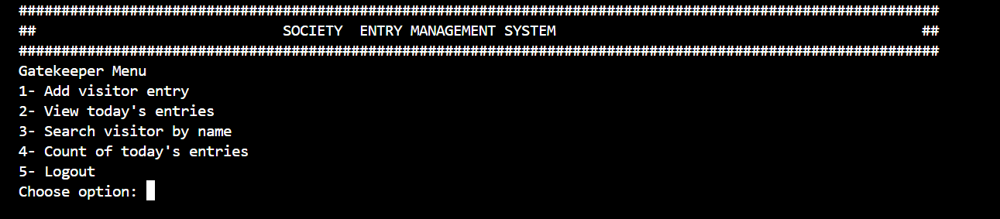 ############################################################################################################
##                             SOCIETY  ENTRY MANAGEMENT SYSTEM                                           ##
############################################################################################################
Gatekeeper Menu
1- Add visitor entry
2- View today's entries
3- Search visitor by name
4- Count of today's entries
5- Logout
Choose option: